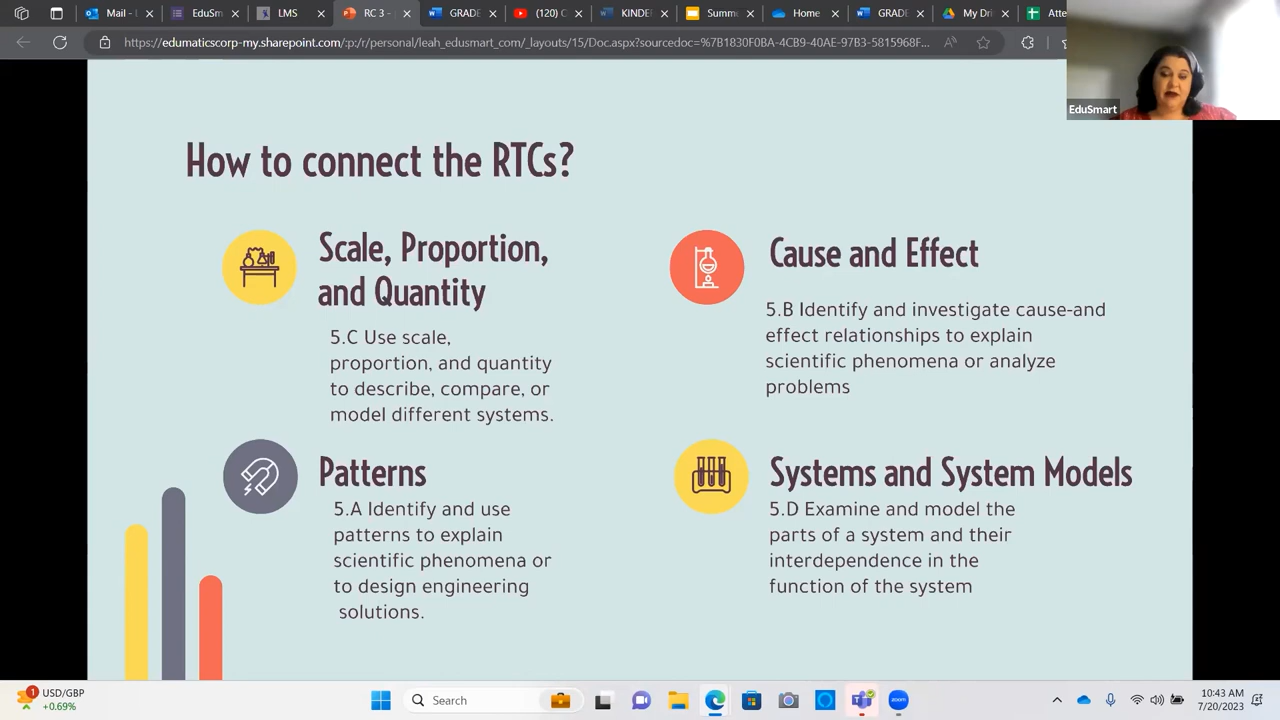 Mail -
EduSm
LMS
RC 3 -
GRADE
(120) C
KINDE
Summ
Home
GRADE
My Dri
Atte
https://edumaticscorp-my.sharepoint.com/:p:/r/personal/leah_edusmart_com/_layouts/15/Doc.aspx?sourcedoc=%7B1830F0BA-4CB9-40AE-97B3-5815968F...
EduSmart
How to connect the RTCs?
Scale, Proportion,
and Quantity
5.C Use scale,
proportion, and quantity
to describe, compare, or
model different systems.
Cause and Effect
5.B Identify and investigate cause-and
effect relationships to explain
scientific phenomena or analyze
problems
Patterns
5.A Identify and use
patterns to explain
scientific phenomena or
to design engineering
solutions.
Systems and System Models
5.D Examine and model the
parts of a system and their
interdependence in the
function of the system
1
USD/GBP
+0.69%
Search
zoom
10:43 AM
7/20/2023